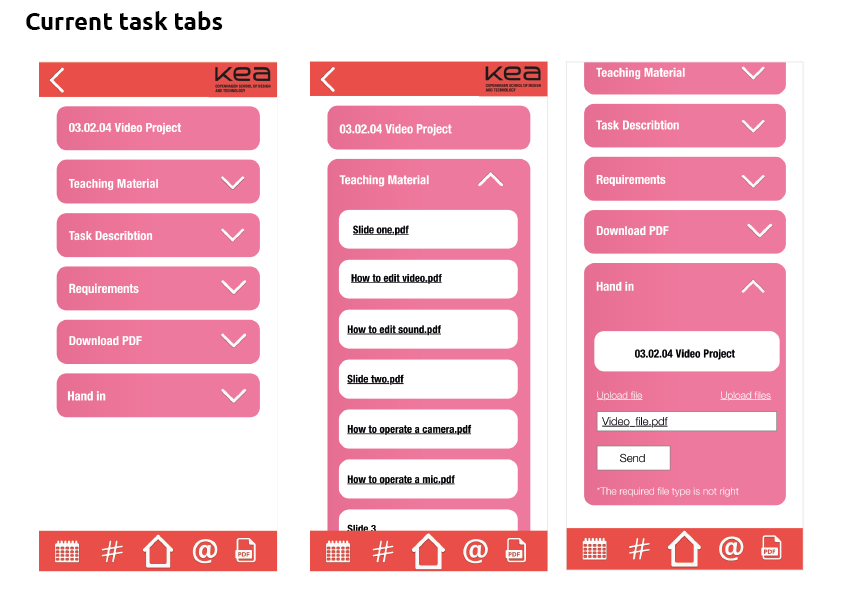 Current task tabs
kea
COPENHAGEN SCHOOL OF DESIGN
AND TECHNOLOGY
03.02.04 Video Project
Teaching Material
Task Describtion
Requirements
Download PDF
Hand in
#
@
PDF
kea
COPENHAGEN SCHOOL OF DESIGN
AND TECHNOLOGY
03.02.04 Video Project
Teaching Material
Slide one.pdf
How to edit video.pdf
How to edit sound.pdf
Slide two.pdf
How to operate a camera.pdf
How to operate a mic.pdf
Slide 3
#
@
PDF
Teaching Material
Task Describtion
Requirements
Download PDF
Hand in
03.02.04 Video Project
Upload file Upload files
Video_file.pdf
Send
*The required file type is not right
#
@
PDF